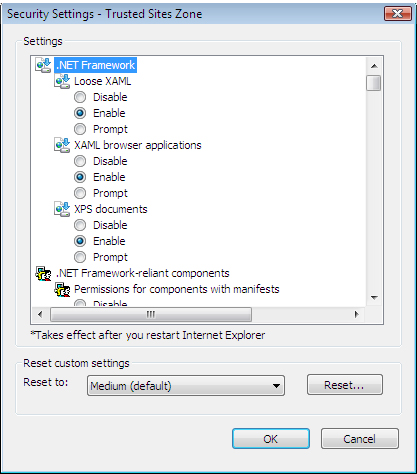 Security Settings - Trusted Sites Zone
Settings
.NET Framework
Loose XAML
Disable
Enable
Prompt
XAML browser applications
Disable
Enable
Prompt
XPS documents
Disable
Enable
Prompt
.NET Framework-reliant components
Permissions for components with manifests
Disable
*Takes effect after you restart Internet Explorer
Reset custom settings
Reset to: Medium (default) Reset...
OK Cancel